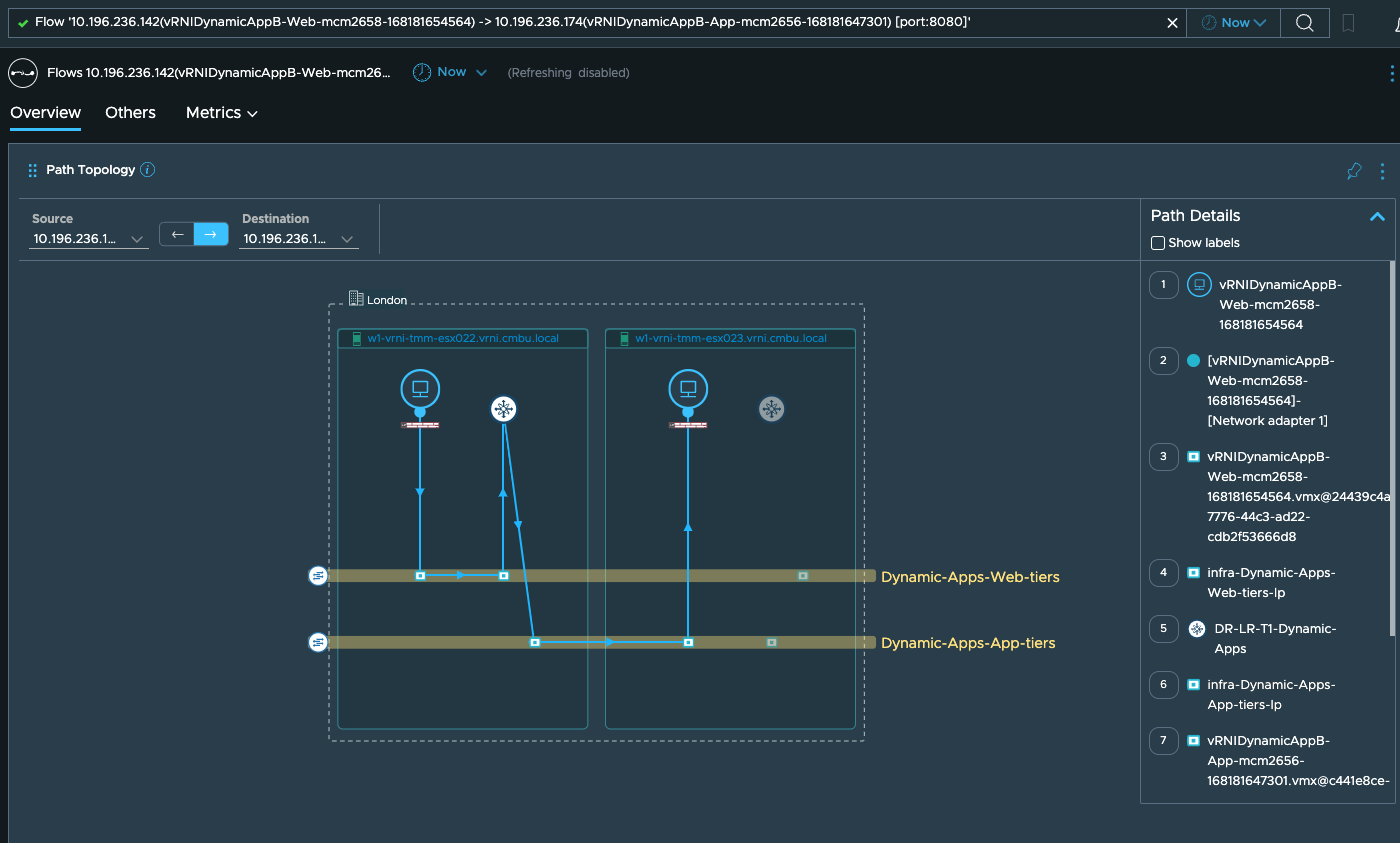 Flow '10.196.236.142(vRNIDynamicAppB-Web-mcm2658-168181654564) -> 10.196.236.174(vRNIDynamicAppB-App-mcm2656-168181647301) [port:8080]'
Now
Flows 10.196.236.142(vRNIDynamicAppB-Web-mcm26...
Now
(Refreshing disabled)
Overview
Others
Metrics
Path Topology
Source
10.196.236.1...
Destination
10.196.236.1...
London
w1-vrni-tmm-esx022.vrni.cmbu.local
w1-vrni-tmm-esx023.vrni.cmbu.local
Dynamic-Apps-Web-tiers
Dynamic-Apps-App-tiers
Path Details
Show labels
1
vRNIDynamicAppB-
Web-mcm2658-
168181654564
2
[vRNIDynamicAppB-
Web-mcm2658-
168181654564]-
[Network adapter 1]
3
vRNIDynamicAppB-
Web-mcm2658-
168181654564.vmx@24439c4a
7776-44c3-ad22-
cdb2f53666d8
4
infra-Dynamic-Apps-
Web-tiers-lp
5
DR-LR-T1-Dynamic-
Apps
6
infra-Dynamic-Apps-
App-tiers-lp
7
vRNIDynamicAppB-
App-mcm2656-
168181647301.vmx@c441e8ce-